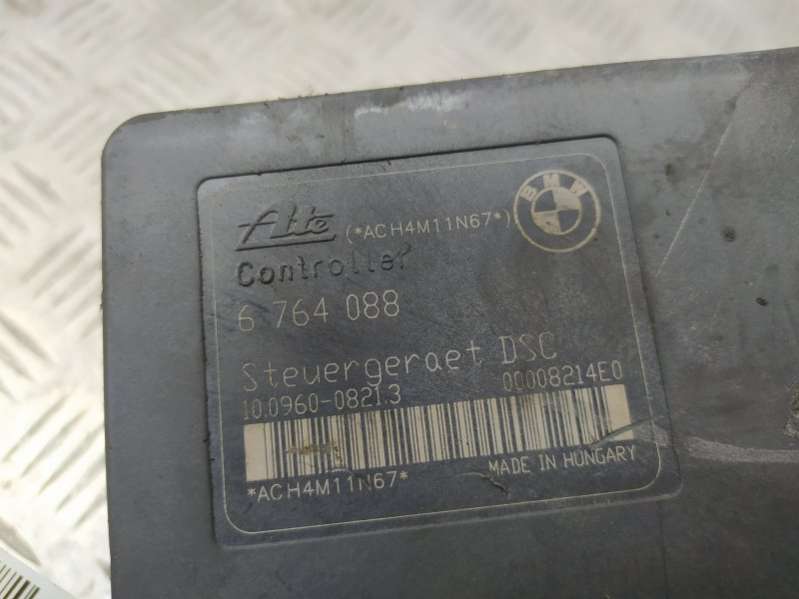 Ate (*ACH4M11N67*) BMW
Controller
6 764 088
Steuergeraet DSC
10.0960-0821.3 00008214E0
*ACH4M11N67* MADE IN HUNGARY